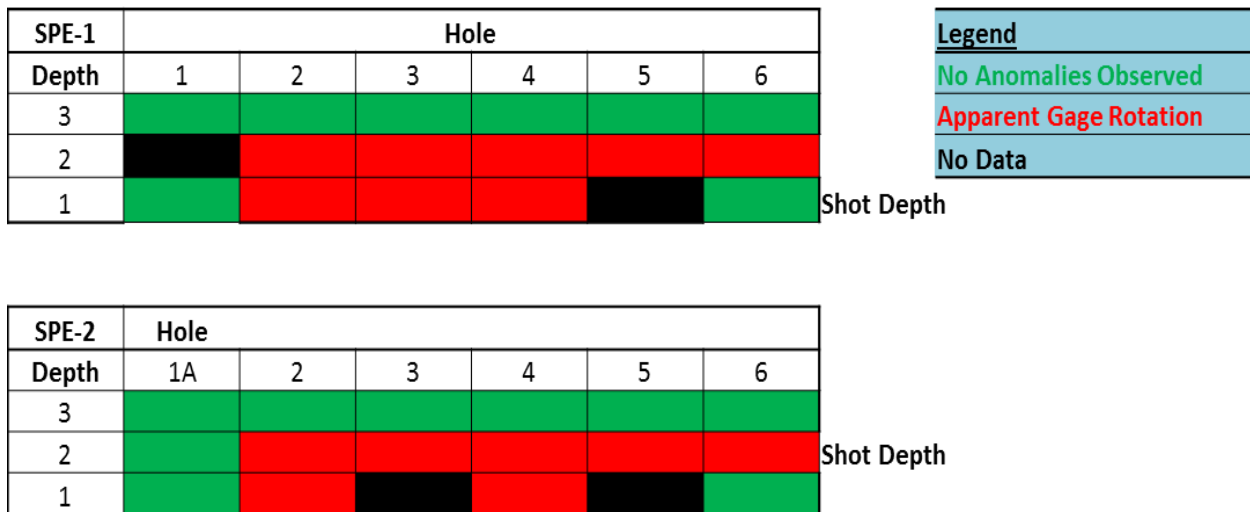 SPE-1 Hole
Depth 1 2 3 4 5 6
3
2
1 Shot Depth
Legend
No Anomalies Observed
Apparent Gage Rotation
No Data
SPE-2 Hole
Depth 1A 2 3 4 5 6
3
2 Shot Depth
1